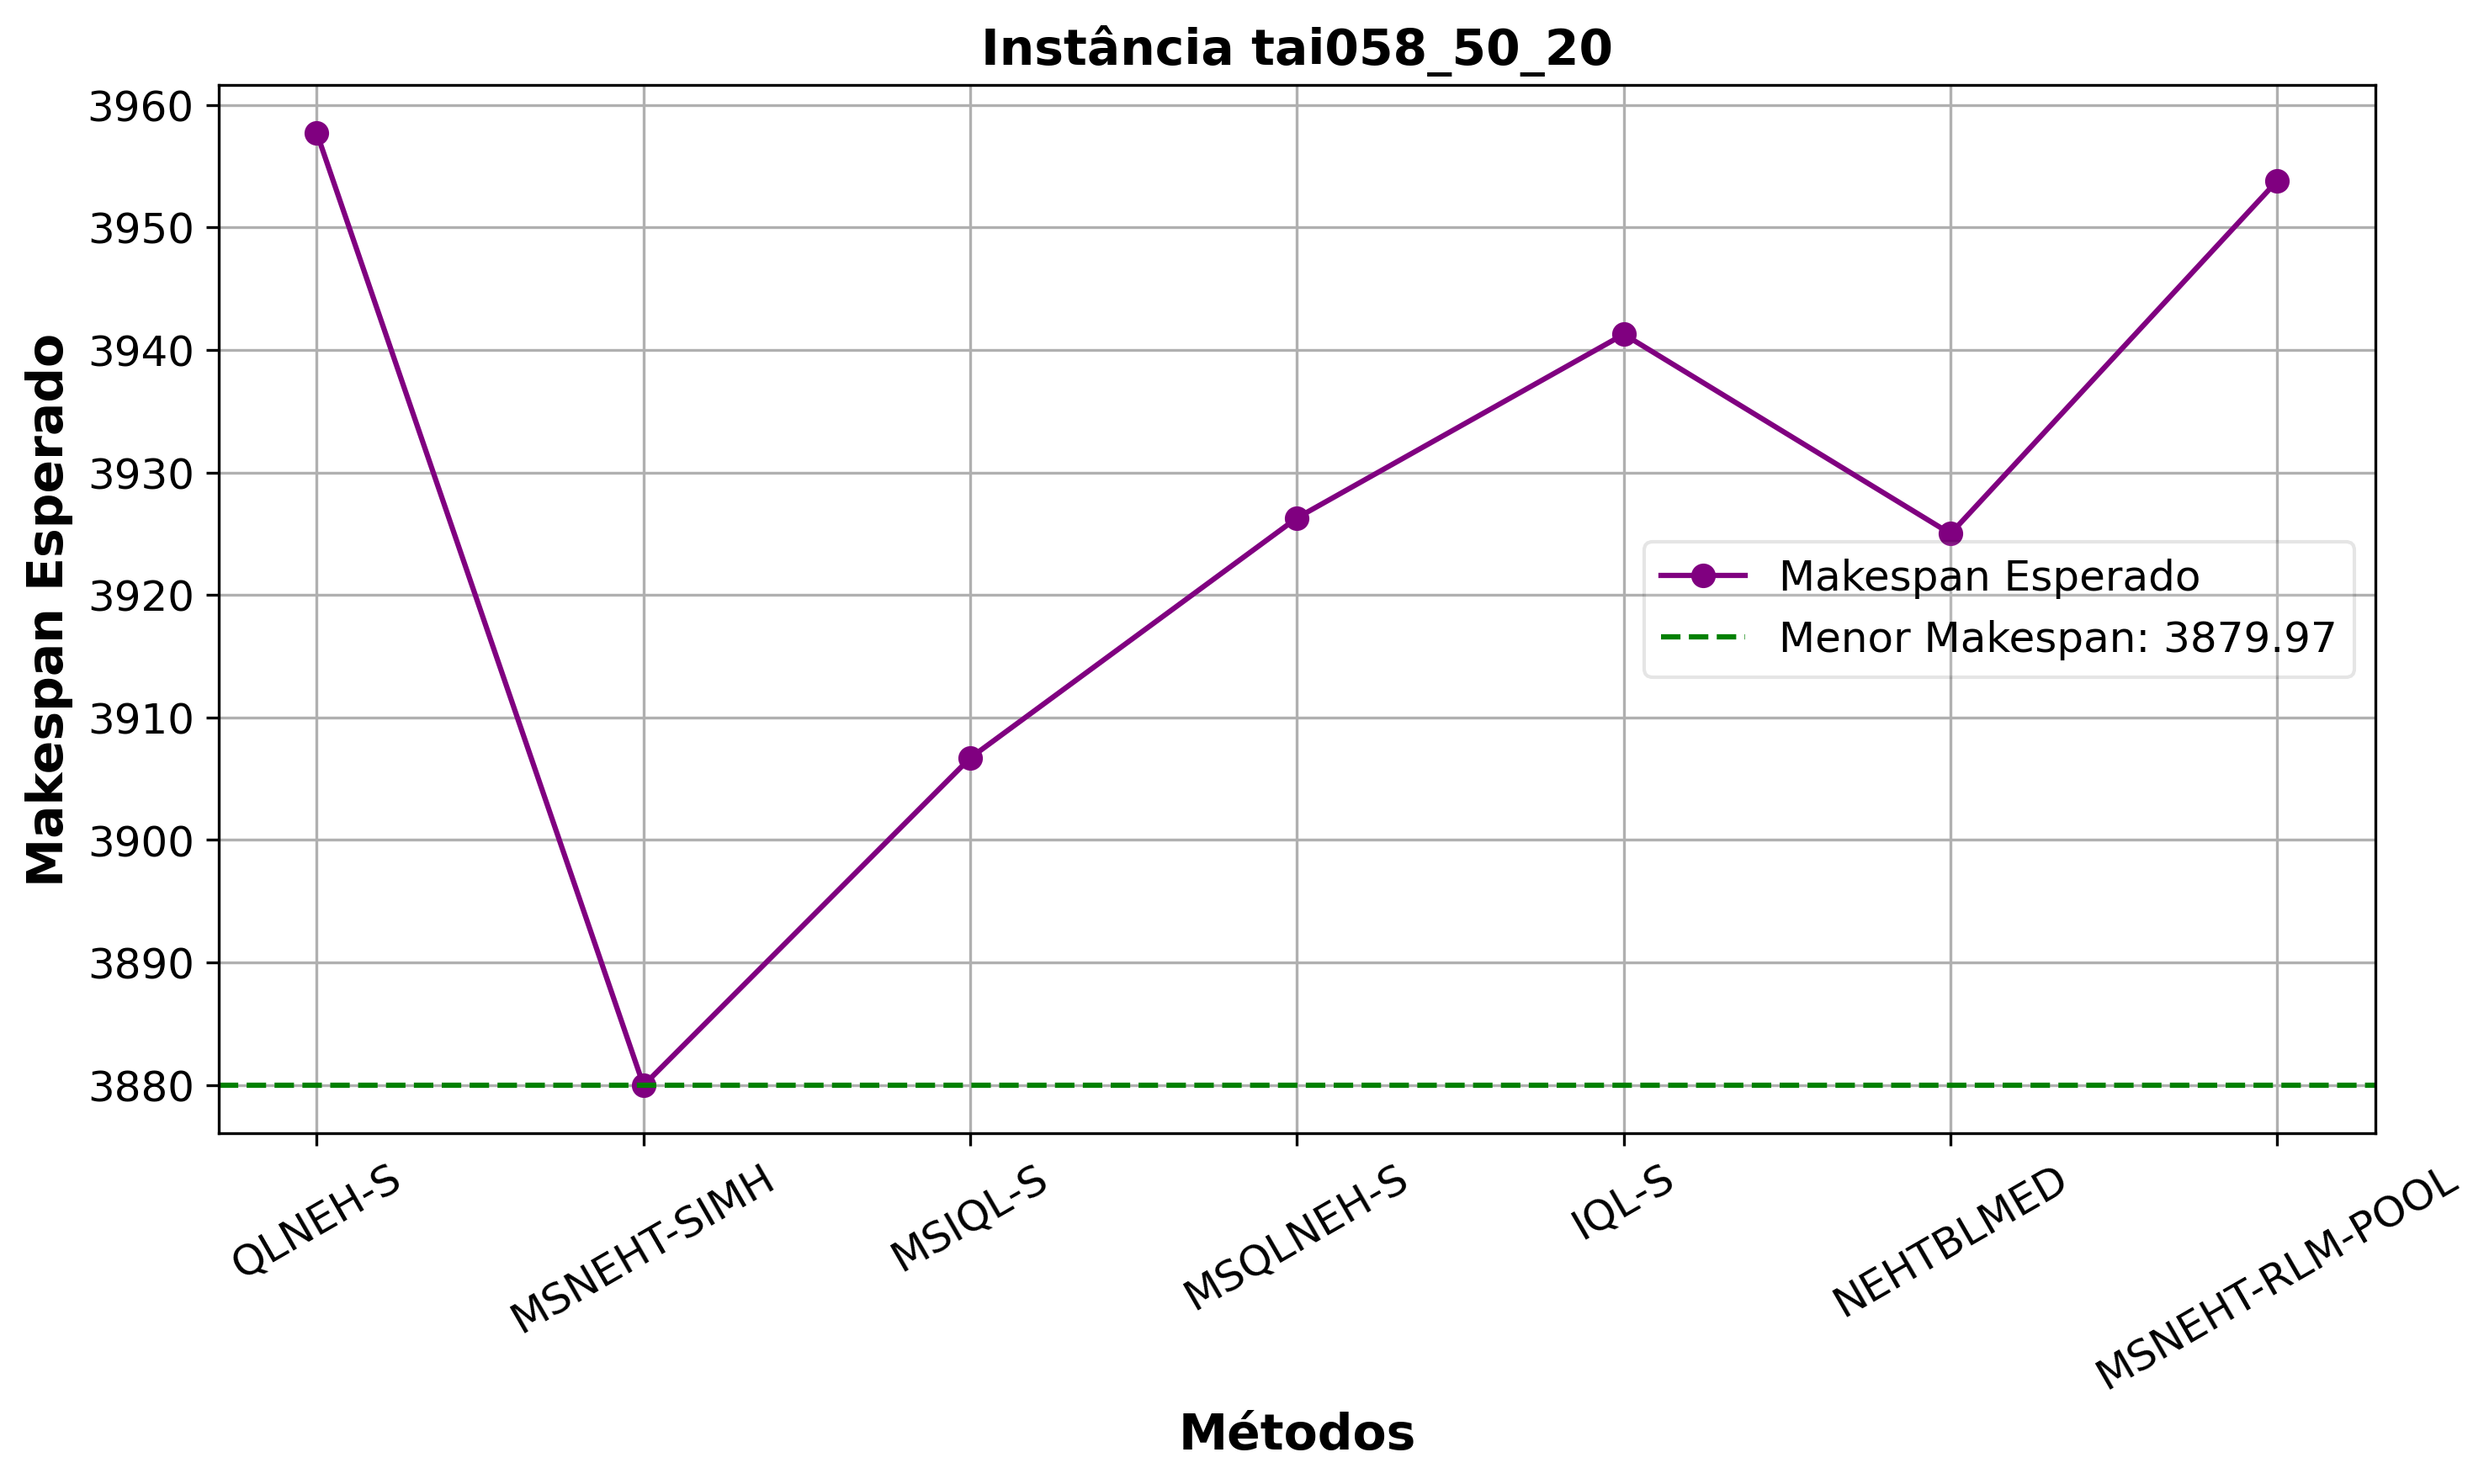 Instância tai058_50_20
Makespan Esperado
3960
3950
3940
3930
3920
3910
3900
3890
3880
Makespan Esperado
Menor Makespan: 3879.97
QLNEH-S
MSNEHT-SIMH
MSIQL-S
MSQLNEH-S
IQL-S
NEHTBLMED
MSNEHT-RLM-POOL
Métodos